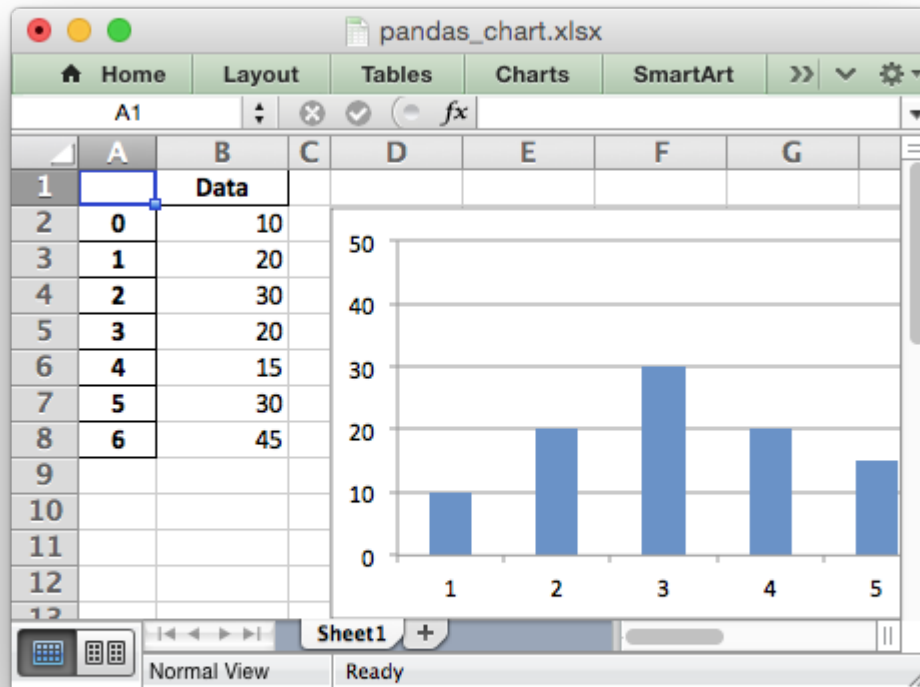 pandas_chart.xlsx
Home Layout Tables Charts SmartArt
A1 fx
A B C D E F G
1 Data
2 0 10
3 1 20
4 2 30
5 3 20
6 4 15
7 5 30
8 6 45
9
10
11
12
13
50
40
30
20
10
0
1 2 3 4 5
Sheet1
Normal View Ready